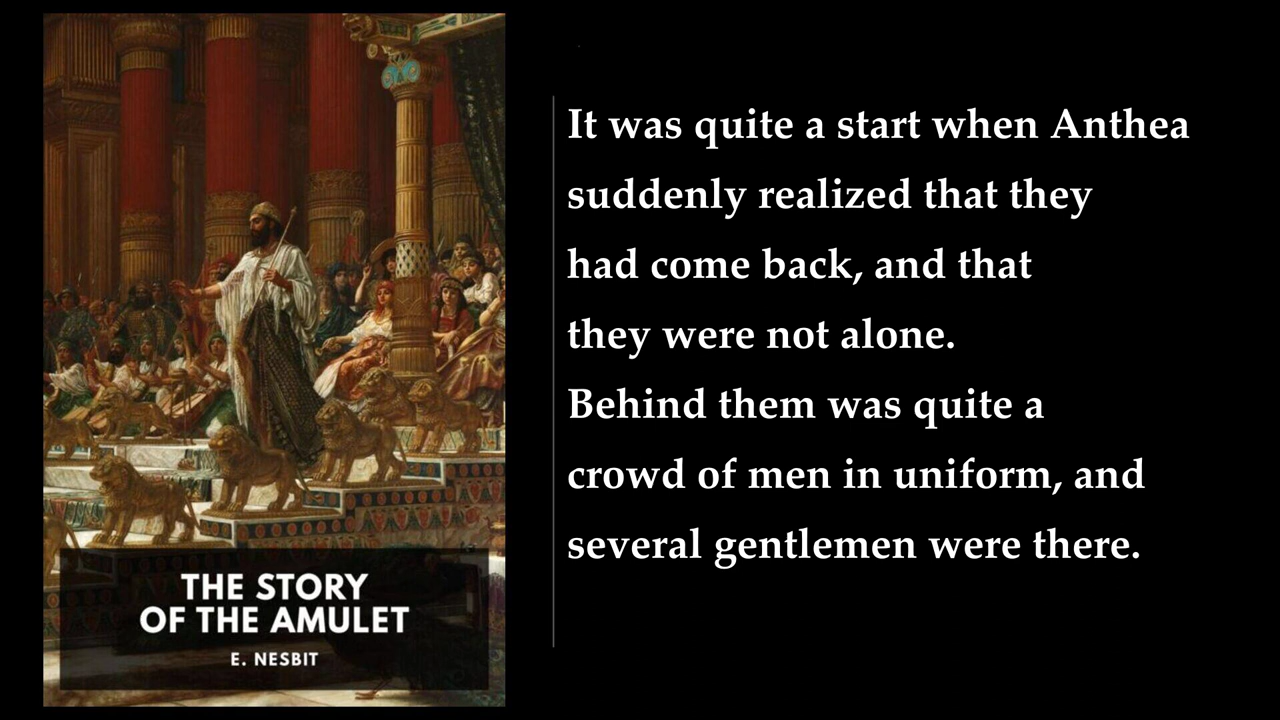 THE STORY
OF THE AMULET
E. NESBIT
It was quite a start when Anthea
suddenly realized that they
had come back, and that
they were not alone.
Behind them was quite a
crowd of men in uniform, and
several gentlemen were there.